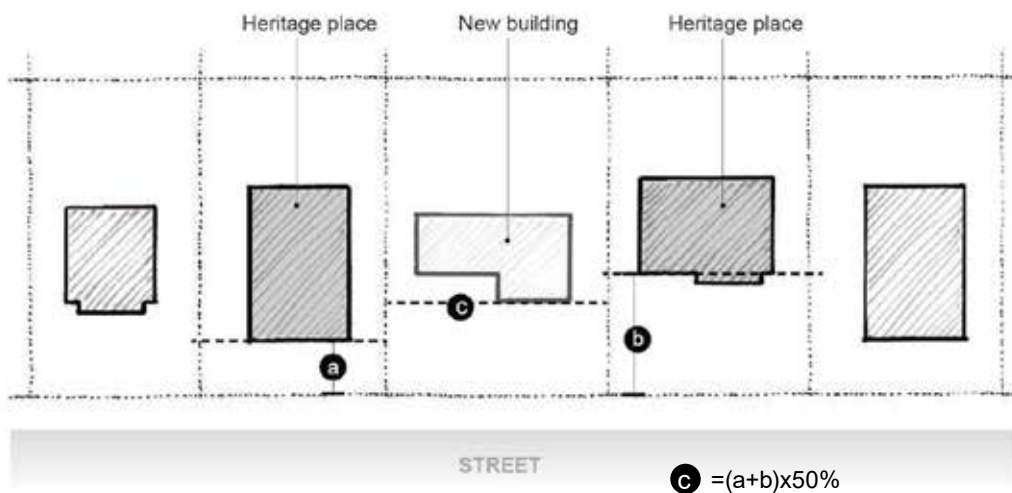 Heritage place New building Heritage place
c
a b
STREET
c =(a+b)x50%